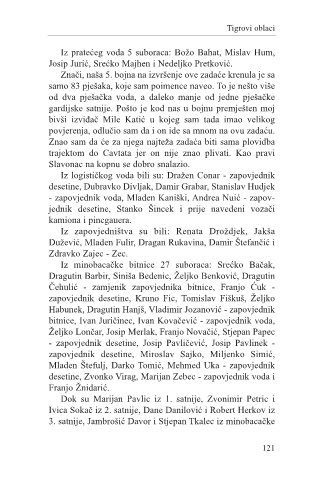 Tigrovi oblaci
Iz pratećeg voda 5 suboraca: Božo Bahat, Mislav Hum,
Josip Jurić, Srećko Majhen i Nedeljko Pretković.
Znači, naša 5. bojna na izvršenje ove zadaće krenula je sa
samo 83 pješaka, koje sam poimence naveo. To je nešto više
od dva pješačka voda, a daleko manje od jedne pješačke
gardijske satnije. Pošto je kod nas u bojnu premješten moj
bivši izviđač Mile Katić u kojeg sam tada imao velikog
povjerenja, odlučio sam da i on ide sa mnom na ovu zadaću.
Znao sam da će za njega najteža zadaća biti sama plovidba
trajektom do Cavtata jer on nije znao plivati. Kao pravi
Slavonac na kopnu se dobro snalazio.
Iz logističkog voda bili su: Dražen Conar - zapovjednik
desetine, Dubravko Divljak, Damir Grabar, Stanislav Hudjek
- zapovjednik voda, Mladen Kaniški, Andrea Nuić - zapov-
jednik desetine, Stanko Šincek i prije navedeni vozači
kamiona i pincgauera.
Iz zapovjedništva su bili: Renata Drožđjek, Jakša
Dužević, Mladen Fulir, Dragan Rukavina, Damir Štefančić i
Zdravko Zajec - Zec.
Iz minobacačke bitnice 27 suboraca: Srećko Bačak,
Dragutin Barbir, Siniša Bedenic, Željko Benković, Dragutin
Čehulić - zamjenik zapovjednika bitnice, Franjo Ćuk -
zapovjednik desetine, Kruno Fic, Tomislav Fiškuš, Željko
Habunek, Dragutin Hanjš, Vladimir Jozanović - zapovjednik
bitnice, Ivan Juričinec, Ivan Kovačević - zapovjednik voda,
Željko Lončar, Josip Merlak, Franjo Novačić, Stjepan Papec
- zapovjednik desetine, Josip Pavličević, Josip Pavlinek -
zapovjednik desetine, Miroslav Sajko, Miljenko Simić,
Mladen Štefulj, Darko Tomić, Mehmed Uka - zapovjednik
desetine, Zvonko Virag, Marijan Zebec - zapovjednik voda i
Franjo Žnidarić.
Dok su Marijan Pavlic iz 1. satnije, Zvonimir Petric i
Ivica Sokač iz 2. satnije, Dane Danilović i Robert Herkov iz
3. satnije, Jambrošić Davor i Stjepan Tkalec iz minobacačke
121